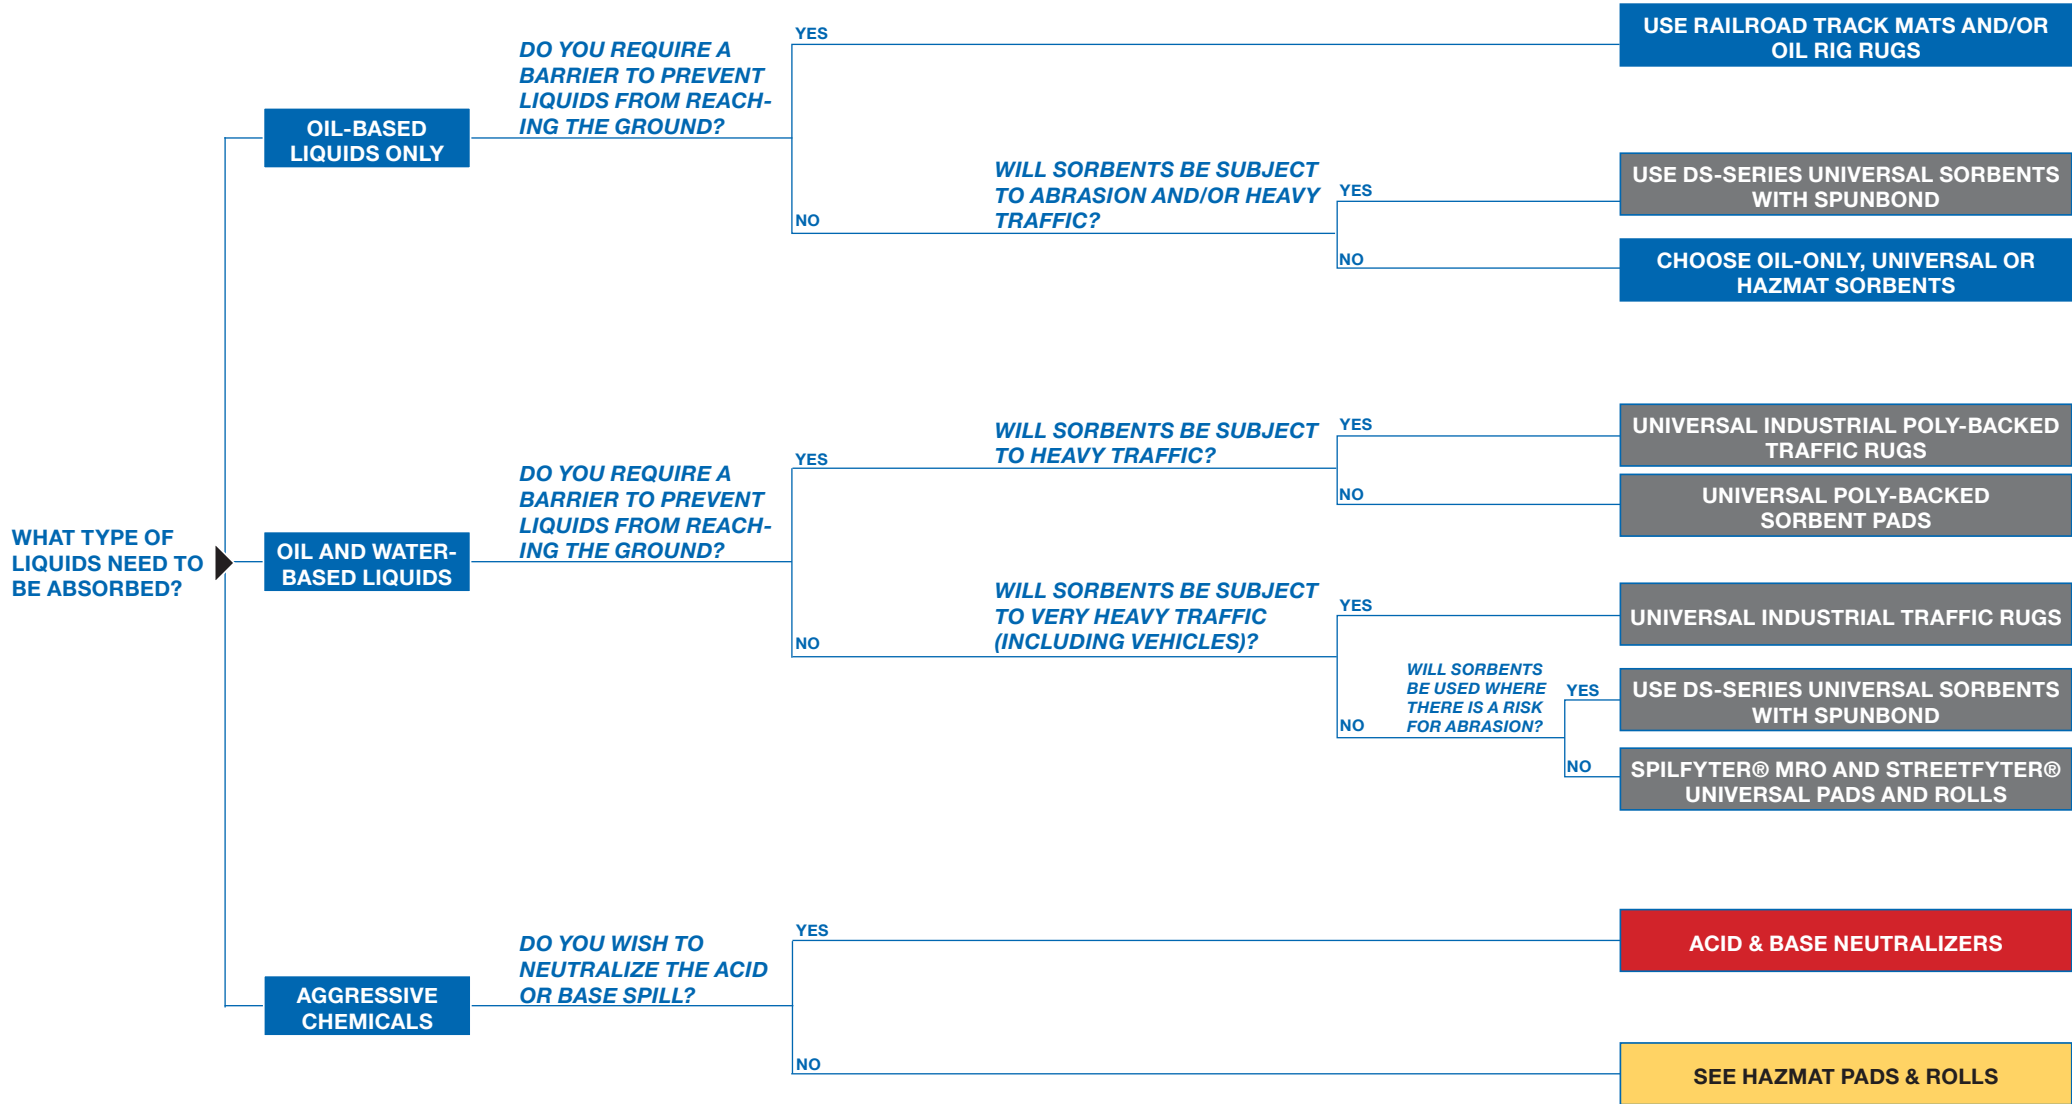 WHAT TYPE OF
LIQUIDS NEED TO
BE ABSORBED?
OIL-BASED
LIQUIDS ONLY
DO YOU REQUIRE A
BARRIER TO PREVENT
LIQUIDS FROM REACH-
ING THE GROUND?
YES
USE RAILROAD TRACK MATS AND/OR
OIL RIG RUGS
NO
WILL SORBENTS BE SUBJECT
TO ABRASION AND/OR HEAVY
TRAFFIC?
YES
USE DS-SERIES UNIVERSAL SORBENTS
WITH SPUNBOND
NO
CHOOSE OIL-ONLY, UNIVERSAL OR
HAZMAT SORBENTS
OIL AND WATER-
BASED LIQUIDS
DO YOU REQUIRE A
BARRIER TO PREVENT
LIQUIDS FROM REACH-
ING THE GROUND?
YES
WILL SORBENTS BE SUBJECT
TO HEAVY TRAFFIC?
YES
UNIVERSAL INDUSTRIAL POLY-BACKED
TRAFFIC RUGS
NO
UNIVERSAL POLY-BACKED
SORBENT PADS
NO
WILL SORBENTS BE SUBJECT
TO VERY HEAVY TRAFFIC
(INCLUDING VEHICLES)?
YES
UNIVERSAL INDUSTRIAL TRAFFIC RUGS
NO
WILL SORBENTS
BE USED WHERE
THERE IS A RISK
FOR ABRASION?
YES
USE DS-SERIES UNIVERSAL SORBENTS
WITH SPUNBOND
NO
SPILFYTER® MRO AND STREETFYTER®
UNIVERSAL PADS AND ROLLS
AGGRESSIVE
CHEMICALS
DO YOU WISH TO
NEUTRALIZE THE ACID
OR BASE SPILL?
YES
ACID & BASE NEUTRALIZERS
NO
SEE HAZMAT PADS & ROLLS